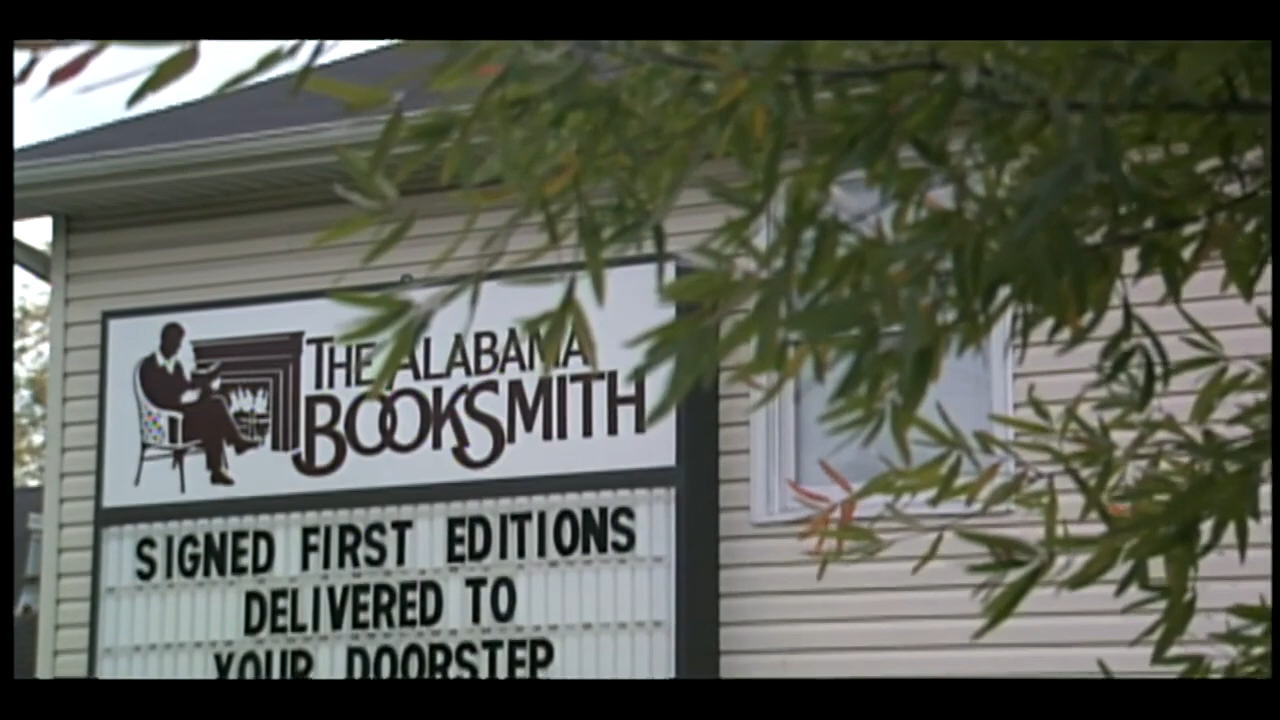 THE ALABAMA
BOOKSMITH
SIGNED FIRST EDITIONS
DELIVERED TO
YOUR DOORSTEP